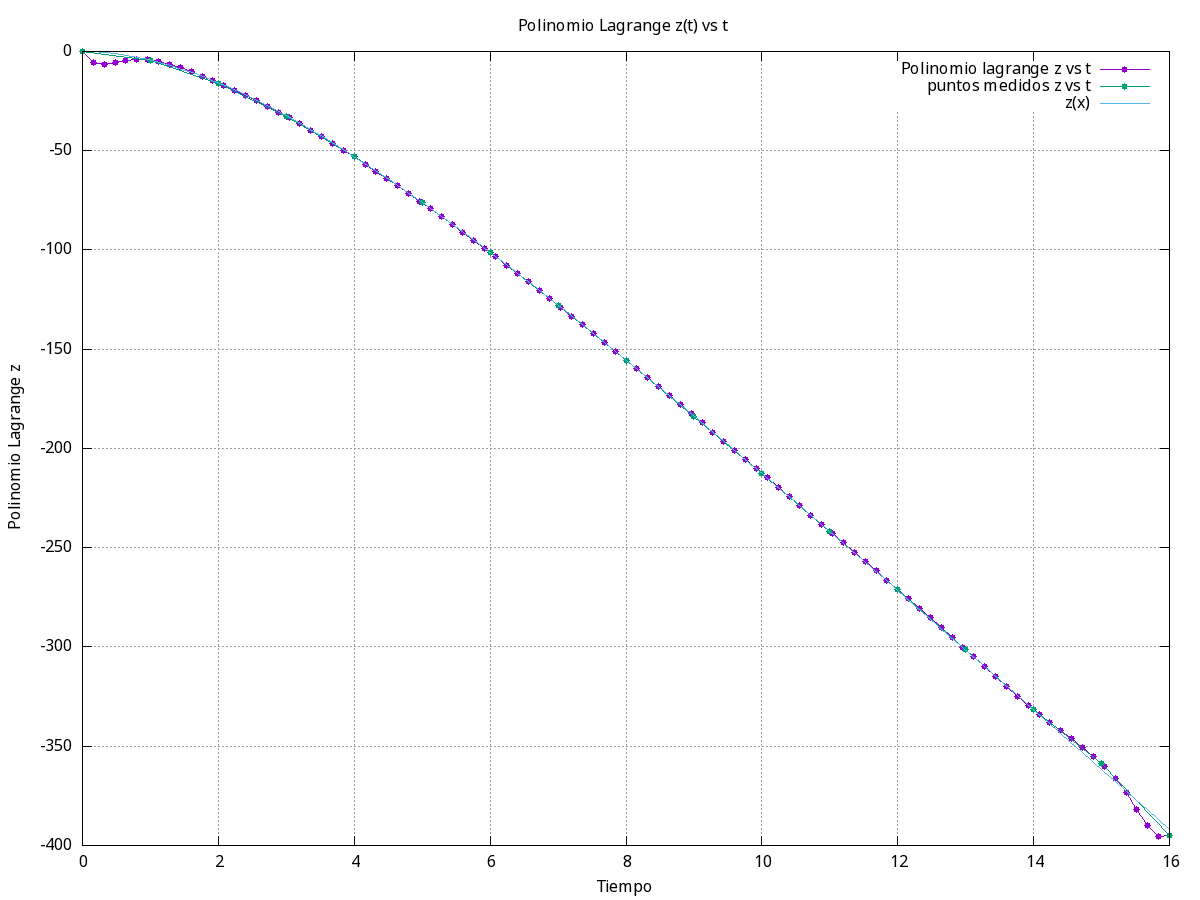 Polinomio Lagrange z(t) vs t
Polinomio lagrange z vs t
puntos medidos z vs t
z(x)
0
-50
-100
-150
-200
-250
-300
-350
-400
Polinomio Lagrange z
0 2 4 6 8 10 12 14 16
Tiempo